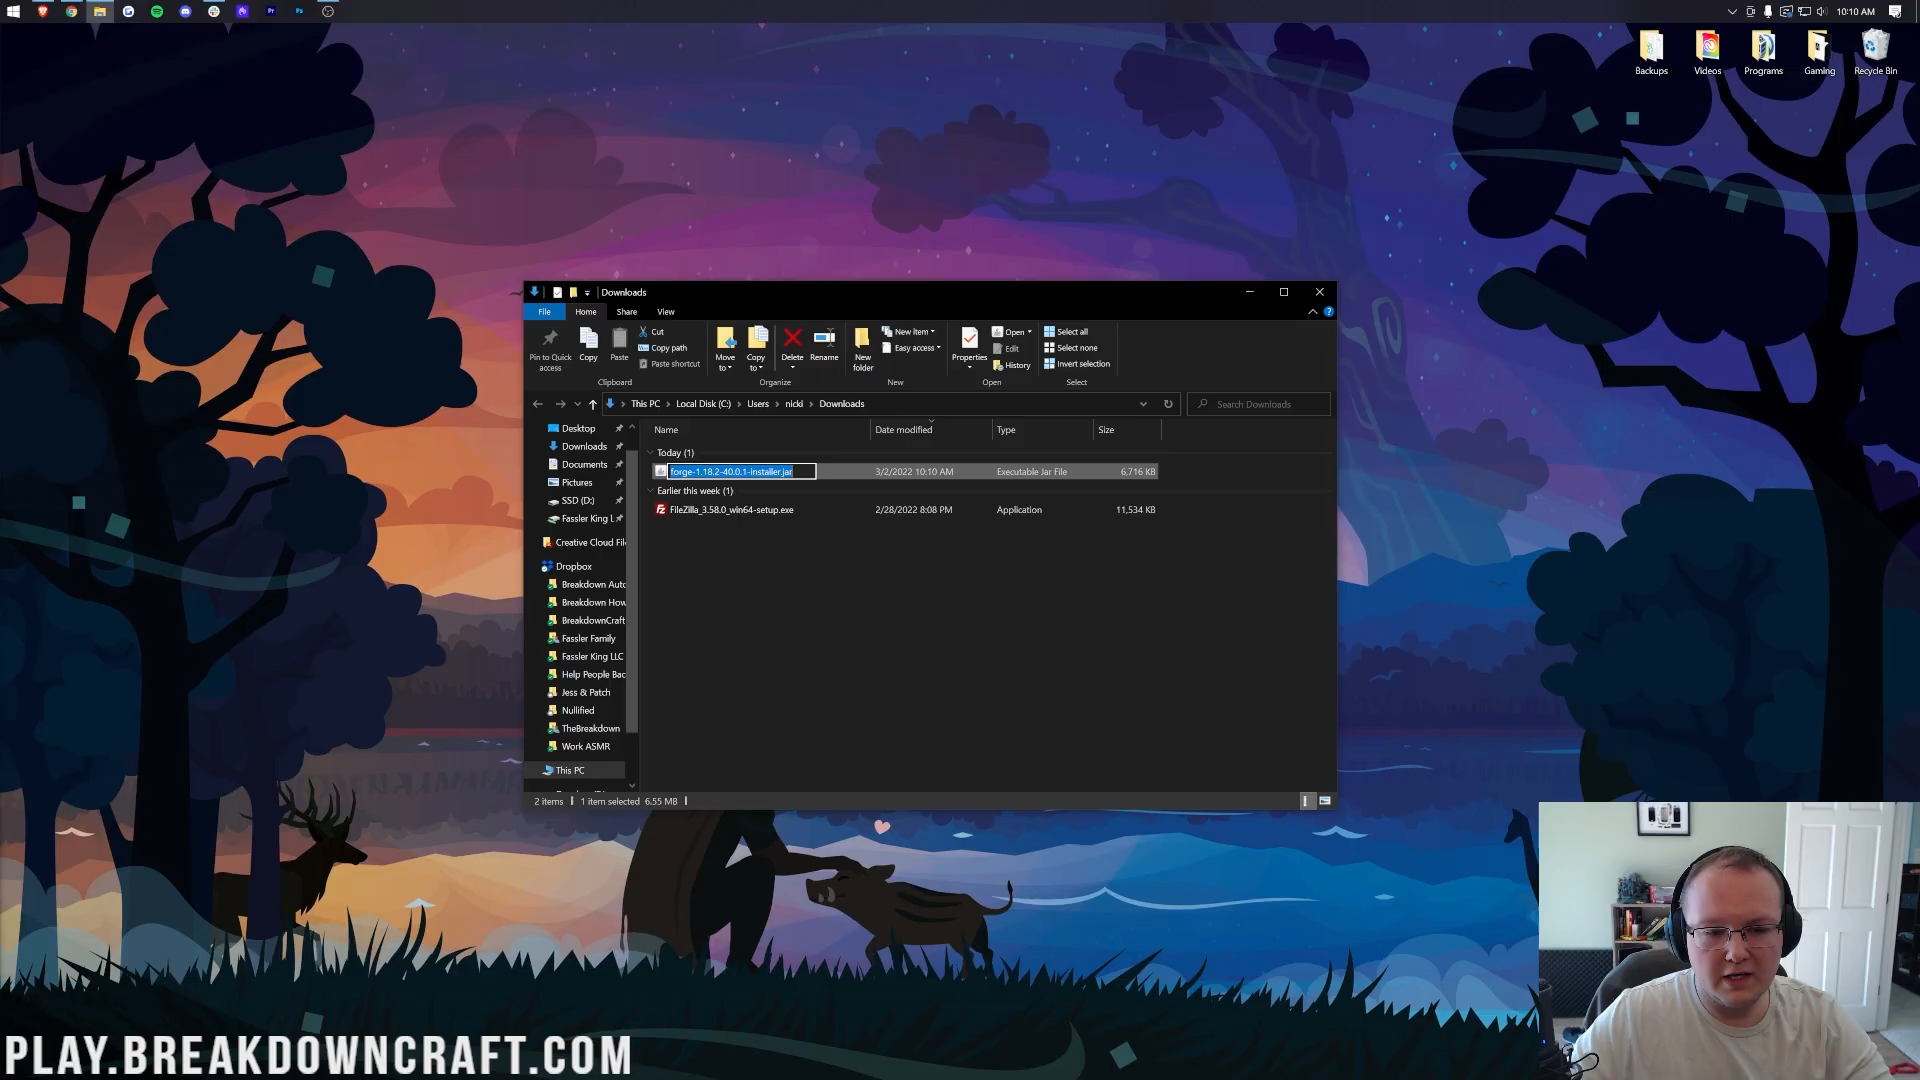 10:10 AM
Backups
Videos
Programs
Gaming
Recycle Bin
Downloads
File
Home
Share
View
Pin to Quick access
Copy
Paste
Cut
Copy path
Paste shortcut
Clipboard
Move to
Copy to
Delete
Rename
Organize
New folder
New item
Easy access
New
Properties
Open
Edit
History
Open
Select all
Select none
Invert selection
Select
This PC > Local Disk (C:) > Users > nicki > Downloads
Search Downloads
Name
Date modified
Type
Size
Today (1)
forge-1.18.2-40.0.1-installer.jar
3/2/2022 10:10 AM
Executable Jar File
6,716 KB
Earlier this week (1)
FileZilla_3.58.0_win64-setup.exe
2/28/2022 8:08 PM
Application
11,534 KB
Desktop
Downloads
Documents
Pictures
SSD (D:)
Fassler King L
Creative Cloud Fil
Dropbox
Breakdown Auto
Breakdown How
BreakdownCraft
Fassler Family
Fassler King LLC
Help People Bac
Jess & Patch
Nullified
TheBreakdown
Work ASMR
This PC
2 items
1 item selected 6.55 MB
PLAY.BREAKDOWNCRAFT.COM